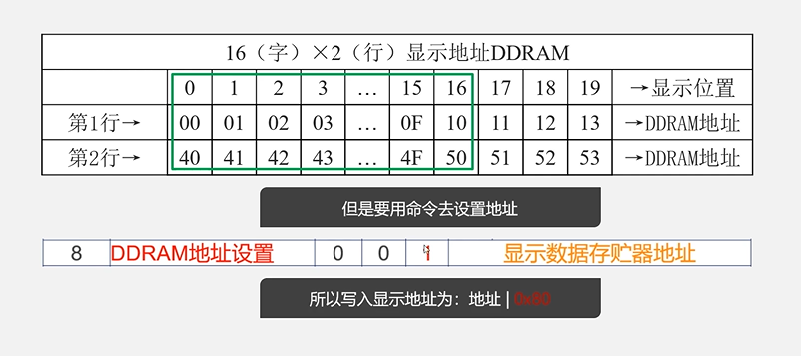 16（字）×2（行）显示地址DDRAM
0 1 2 3 … 15 16 17 18 19 →显示位置
第1行→ 00 01 02 03 … 0F 10 11 12 13 →DDRAM地址
第2行→ 40 41 42 43 … 4F 50 51 52 53 →DDRAM地址
但是要用命令去设置地址
8 DDRAM地址设置 0 0 1 显示数据存贮器地址
所以写入显示地址为：地址 | 0x80